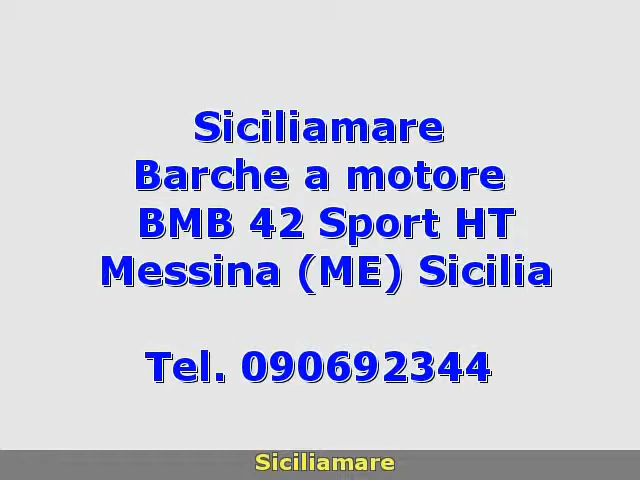 Siciliamare
Barche a motore
BMB 42 Sport HT
Messina (ME) Sicilia
Tel. 090692344
Siciliamare